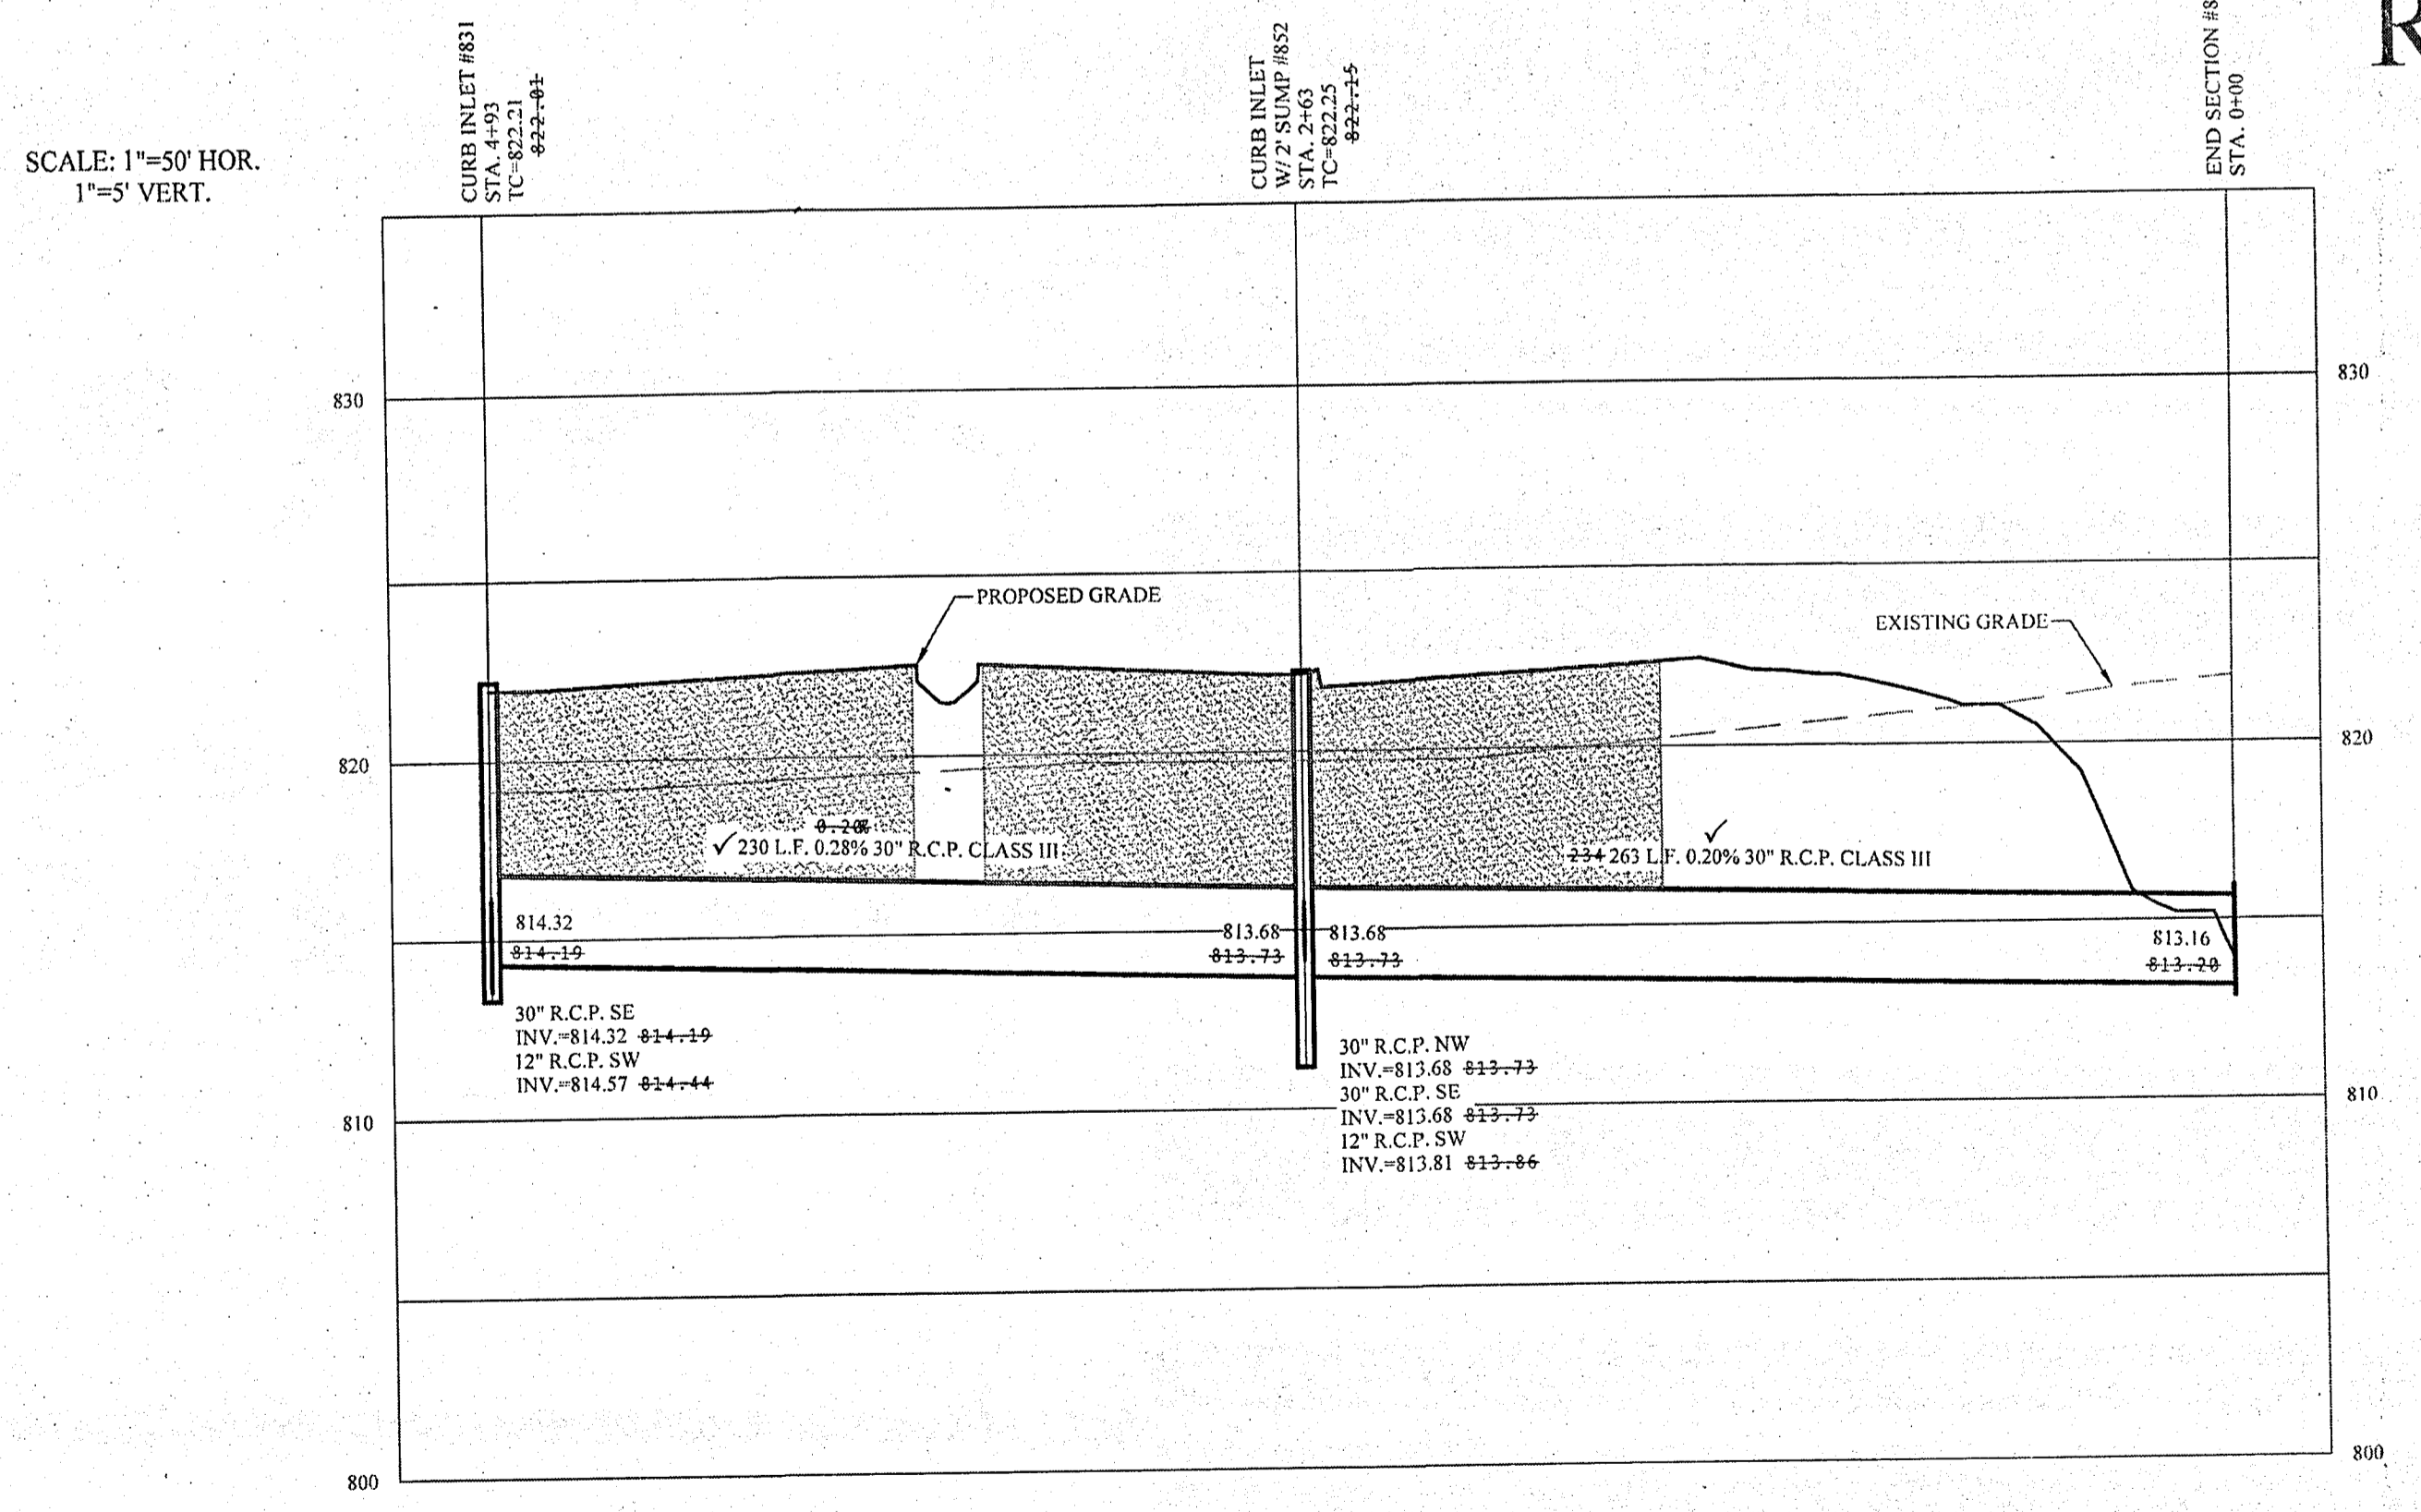 CURB INLET #831
STA. 4+93
TC=822.21
822.01
CURB INLET
W/ 2' SUMP #852
STA. 2+63
TC=822.25
822.15
END SECTION #8
STA. 0+00
R
SCALE: 1"=50' HOR.
1"=5' VERT.
830
830
PROPOSED GRADE
EXISTING GRADE
820
820
0.20%
✓ 230 L.F. 0.28% 30" R.C.P. CLASS III
✓
234 263 L.F. 0.20% 30" R.C.P. CLASS III
814.32
814.19
813.68
813.73
813.68
813.73
813.16
813.20
30" R.C.P. SE
INV.=814.32 814.19
12" R.C.P. SW
INV.=814.57 814.44
30" R.C.P. NW
INV.=813.68 813.73
30" R.C.P. SE
INV.=813.68 813.73
12" R.C.P. SW
INV.=813.81 813.86
810
810
800
800